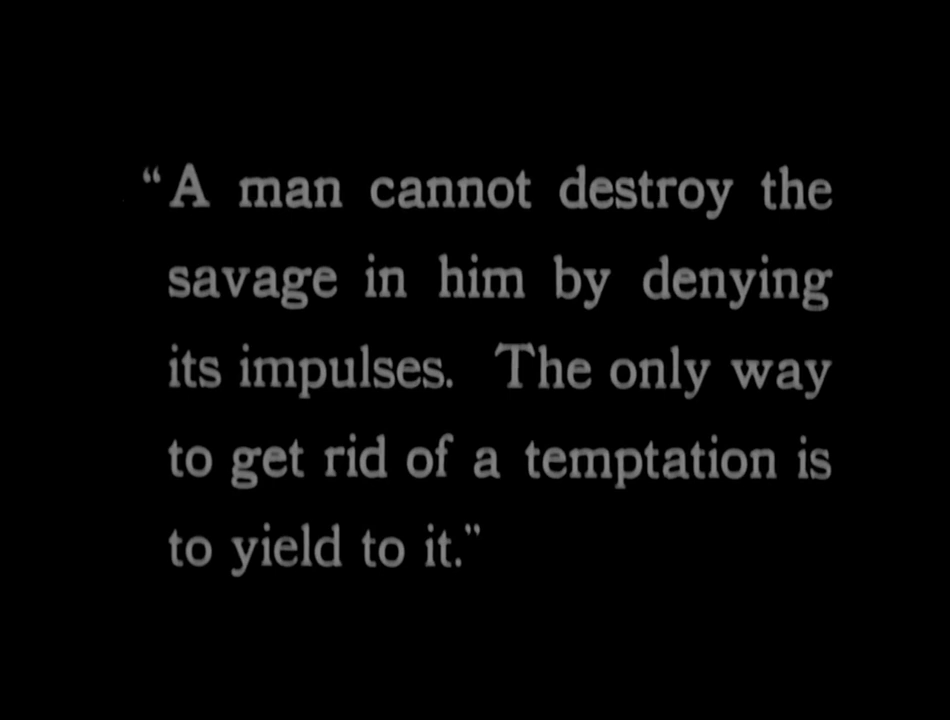 “A man cannot destroy the
savage in him by denying
its impulses. The only way
to get rid of a temptation is
to yield to it.”